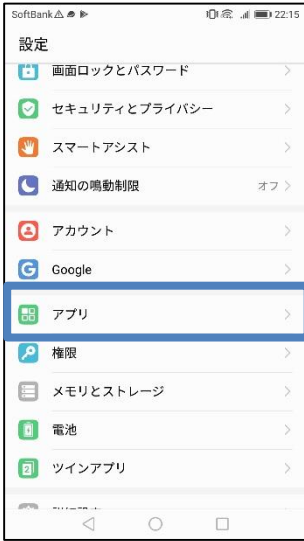 SoftBank 22:15
設定
画面ロックとパスワード
セキュリティとプライバシー
スマートアシスト
通知の鳴動制限 オフ
アカウント
Google
アプリ
権限
メモリとストレージ
電池
ツインアプリ